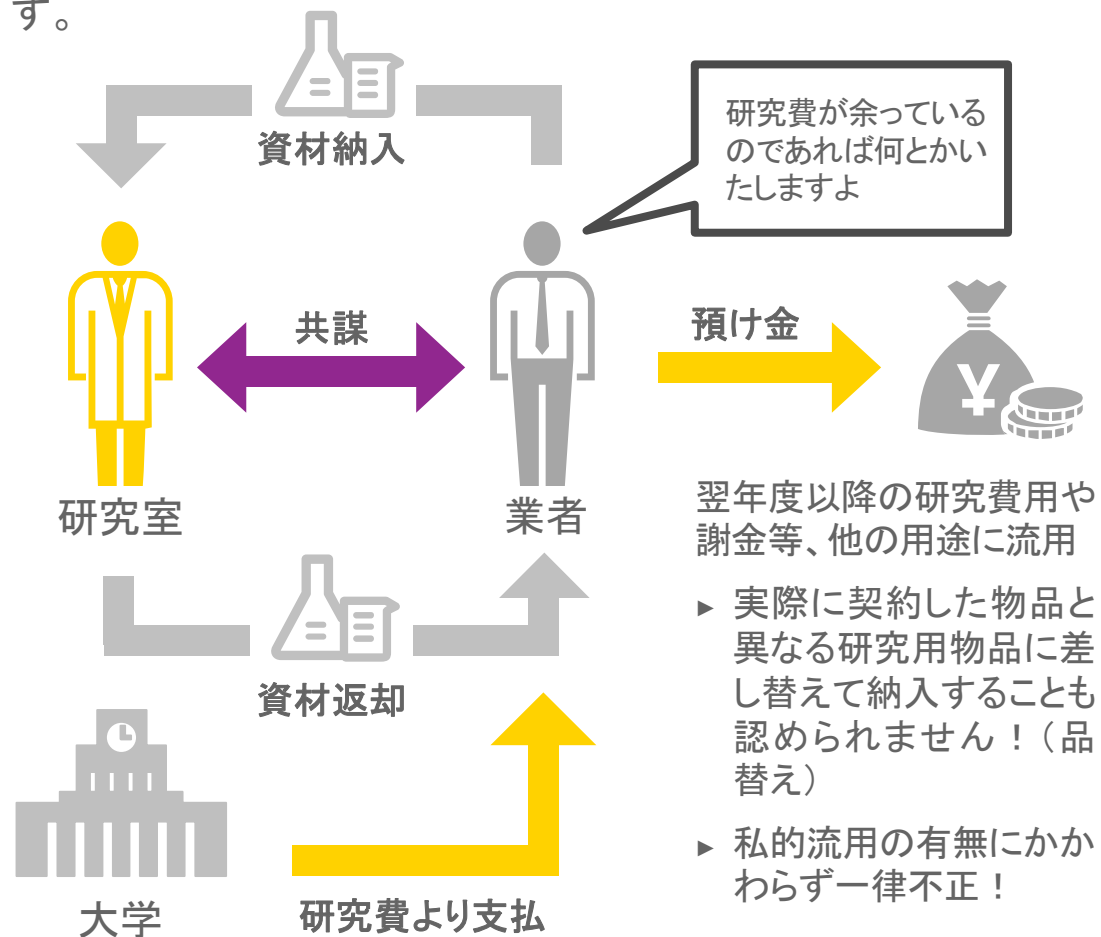 す。
資材納入
研究費が余っている
のであれば何とかい
たしますよ
共謀
預け金
研究室
業者
翌年度以降の研究費用や
謝金等、他の用途に流用
► 実際に契約した物品と
異なる研究用物品に差
し替えて納入することも
認められません！（品
替え）
► 私的流用の有無にかか
わらず一律不正！
資材返却
大学
研究費より支払
¥